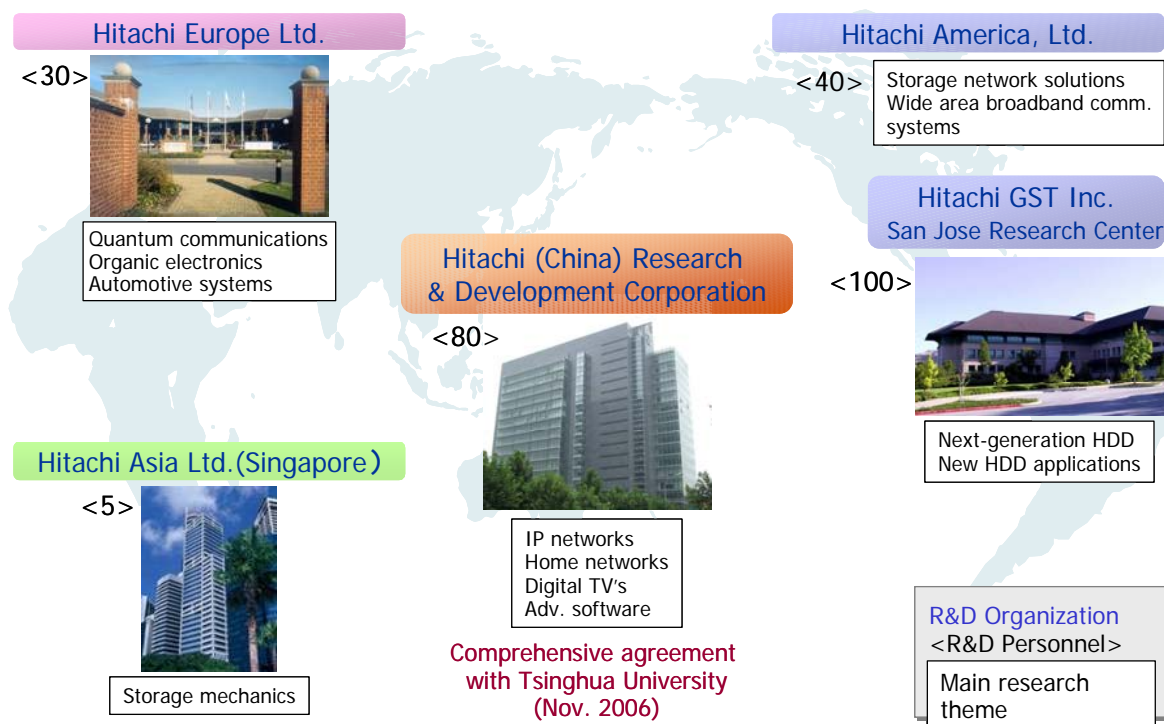 Hitachi Europe Ltd.
<30>
Quantum communications
Organic electronics
Automotive systems
Hitachi America, Ltd.
<40>
Storage network solutions
Wide area broadband comm.
systems
Hitachi GST Inc.
San Jose Research Center
<100>
Next-generation HDD
New HDD applications
Hitachi (China) Research
& Development Corporation
<80>
IP networks
Home networks
Digital TV's
Adv. software
Comprehensive agreement
with Tsinghua University
(Nov. 2006)
Hitachi Asia Ltd.(Singapore)
<5>
Storage mechanics
R&D Organization
<R&D Personnel>
Main research
theme